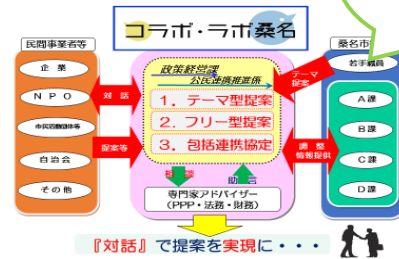 コラボ・ラボ桑名
民間事業者等
企業
NPO
市民活動団体等
自治会
その他
対話
提案等
政策経営課
公民連携推進係
1．テーマ型提案
2．フリー型提案
3．包括連携協定
助言
専門家アドバイザー
(PPP・法務・財務)
テーマ
提案
調整
情報提供
桑名市
若手職員
A課
B課
C課
D課
『対話』で提案を実現に・・・